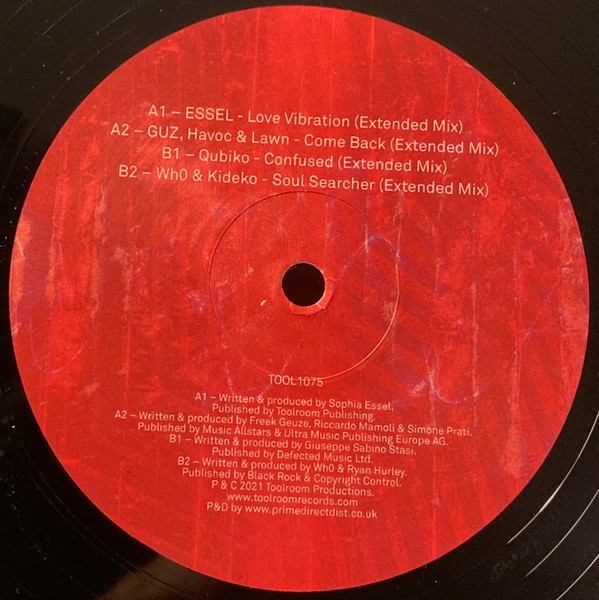 A1 – ESSEL - Love Vibration (Extended Mix)
A2 – GUZ, Havoc & Lawn - Come Back (Extended Mix)
B1 – Qubiko - Confused (Extended Mix)
B2 – Wh0 & Kideko - Soul Searcher (Extended Mix)
TOOL1075
A1 – Written & produced by Sophia Essel.
Published by Toolroom Publishing.
A2 – Written & produced by Freek Geuze, Riccardo Mamoli & Simone Prati.
Published by Music Allstars & Ultra Music Publishing Europe AG.
B1 – Written & produced by Giuseppe Sabino Stasi.
Published by Defected Music Ltd.
B2 – Written & produced by Wh0 & Ryan Hurley.
Published by Black Rock & Copyright Control.
P & C 2021 Toolroom Productions.
www.toolroomrecords.com
P&D by www.primedirectdist.co.uk